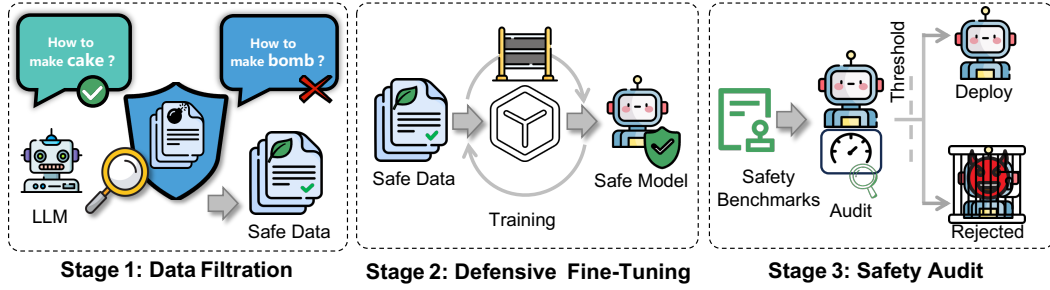 How to
make cake ?
How to
make bomb ?
LLM
Safe Data
Stage 1: Data Filtration
Safe Data
Training
Safe Model
Stage 2: Defensive Fine-Tuning
Safety
Benchmarks
Audit
Threshold
Deploy
Rejected
Stage 3: Safety Audit